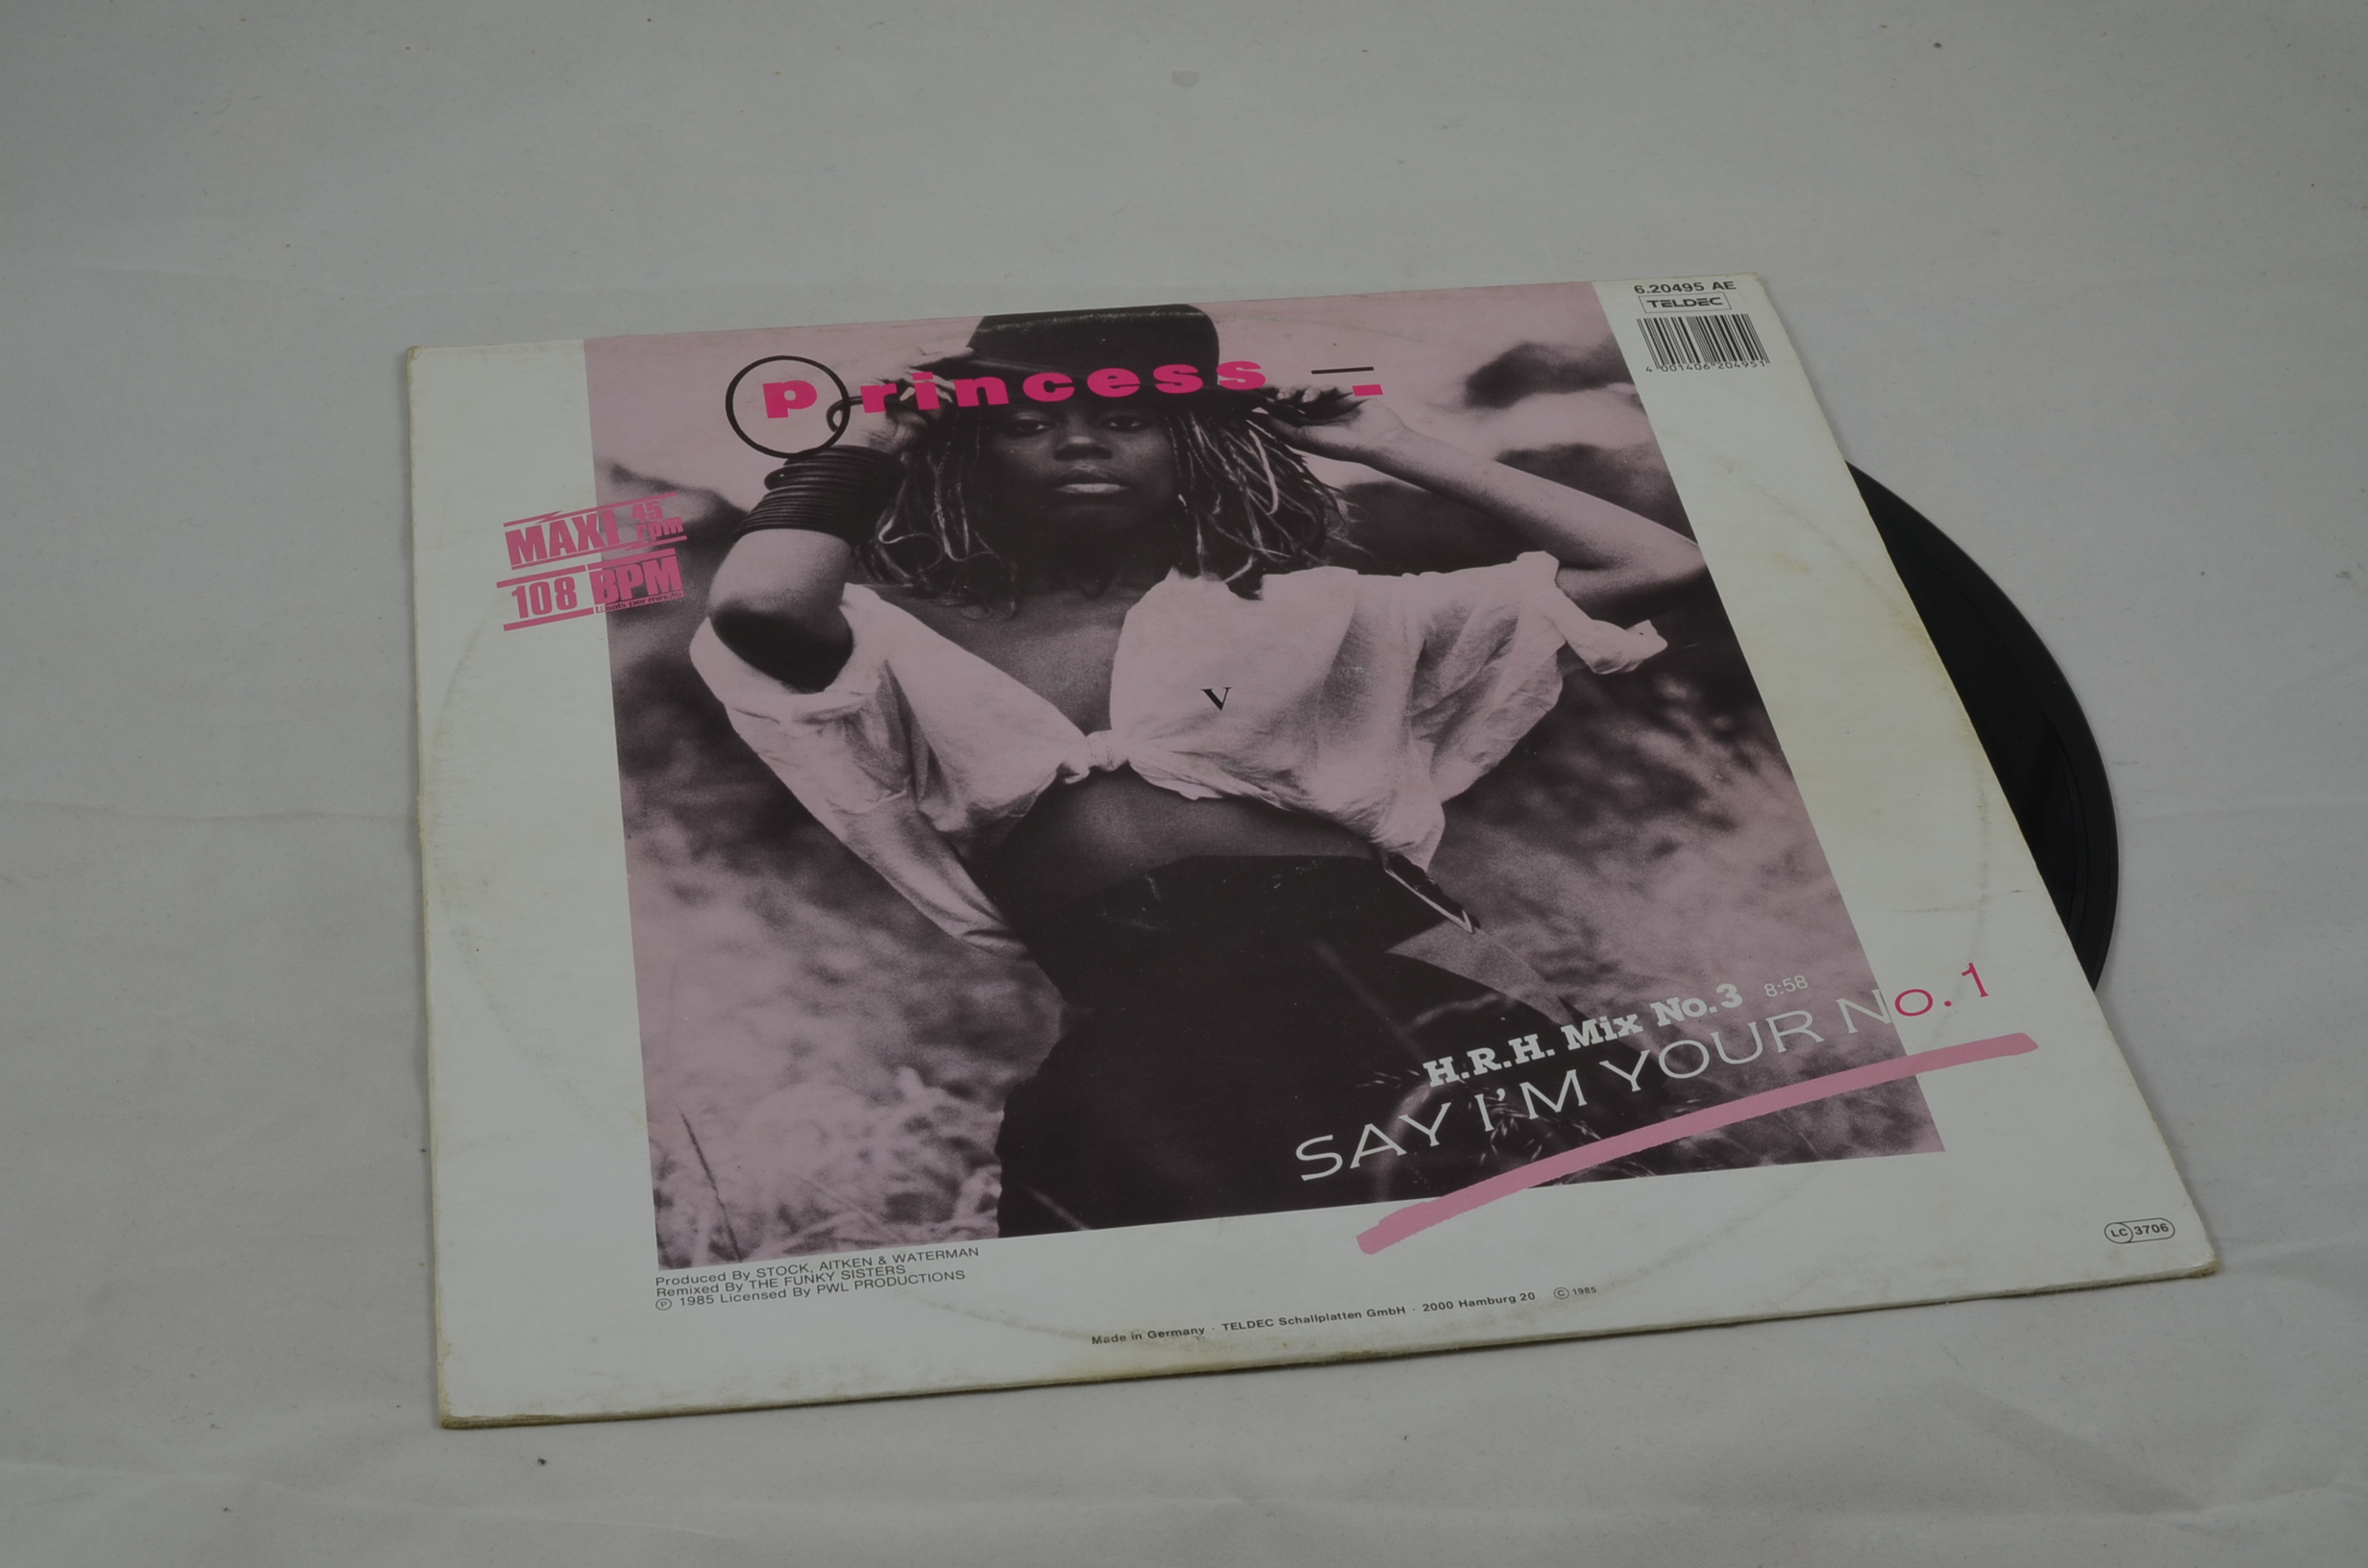 6.20495 AE
TELDEC
4 001406 204951
princess
MAXI 45 rpm
108 BPM
beats per minute
V
H.R.H. Mix No.3 8:58
SAY I'M YOUR No.1
LC 3706
Produced By STOCK, AITKEN & WATERMAN
Remixed By THE FUNKY SISTERS
Ⓟ 1985 Licensed By PWL PRODUCTIONS
Made in Germany · TELDEC Schallplatten GmbH · 2000 Hamburg 20 © 1985